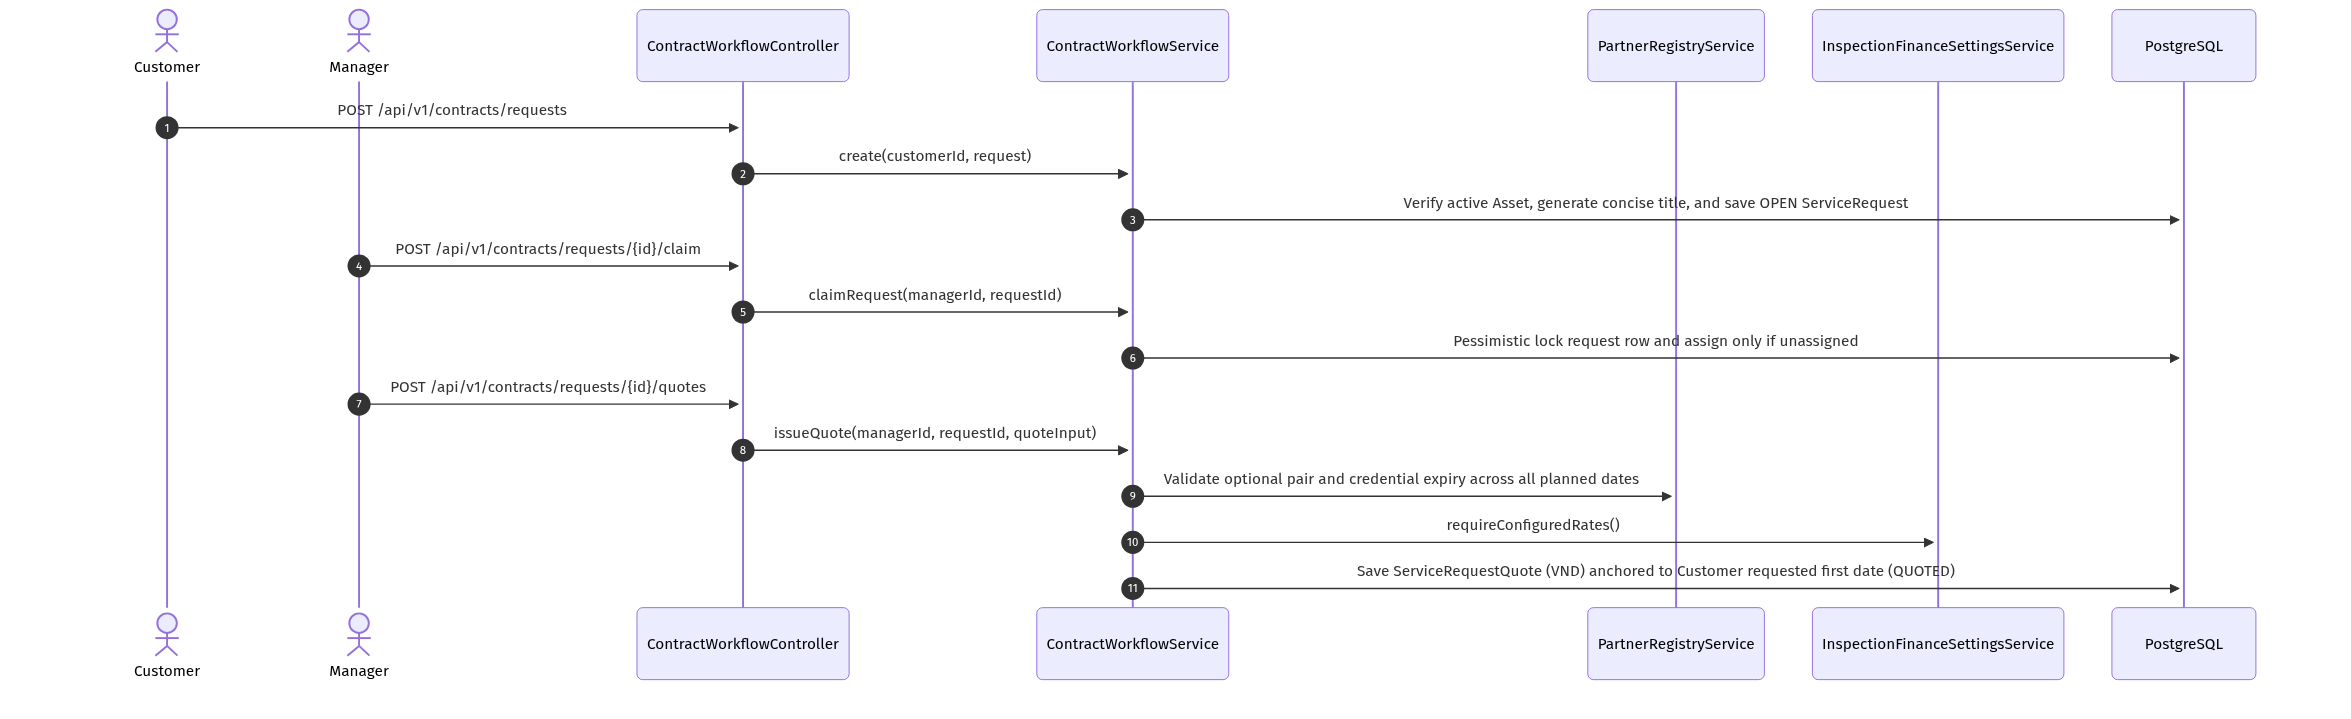 Customer
Manager
ContractWorkflowController
ContractWorkflowService
PartnerRegistryService
InspectionFinanceSettingsService
PostgreSQL
POST /api/v1/contracts/requests
1
create(customerId, request)
2
Verify active Asset, generate concise title, and save OPEN ServiceRequest
3
POST /api/v1/contracts/requests/{id}/claim
4
claimRequest(managerId, requestId)
5
Pessimistic lock request row and assign only if unassigned
6
POST /api/v1/contracts/requests/{id}/quotes
7
issueQuote(managerId, requestId, quoteInput)
8
Validate optional pair and credential expiry across all planned dates
9
requireConfiguredRates()
10
Save ServiceRequestQuote (VND) anchored to Customer requested first date (QUOTED)
11
Customer
Manager
ContractWorkflowController
ContractWorkflowService
PartnerRegistryService
InspectionFinanceSettingsService
PostgreSQL